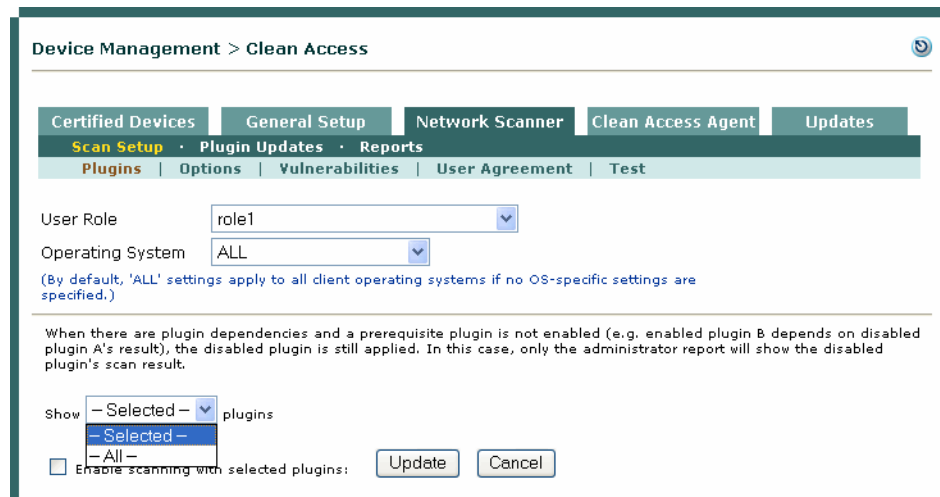 Device Management > Clean Access
Certified Devices General Setup Network Scanner Clean Access Agent Updates
Scan Setup · Plugin Updates · Reports
Plugins | Options | Vulnerabilities | User Agreement | Test
User Role role1
Operating System ALL
(By default, 'ALL' settings apply to all client operating systems if no OS-specific settings are
specified.)
When there are plugin dependencies and a prerequisite plugin is not enabled (e.g. enabled plugin B depends on disabled
plugin A's result), the disabled plugin is still applied. In this case, only the administrator report will show the disabled
plugin's scan result.
Show – Selected – plugins
– Selected –
– All –
Enable scanning with selected plugins: Update Cancel